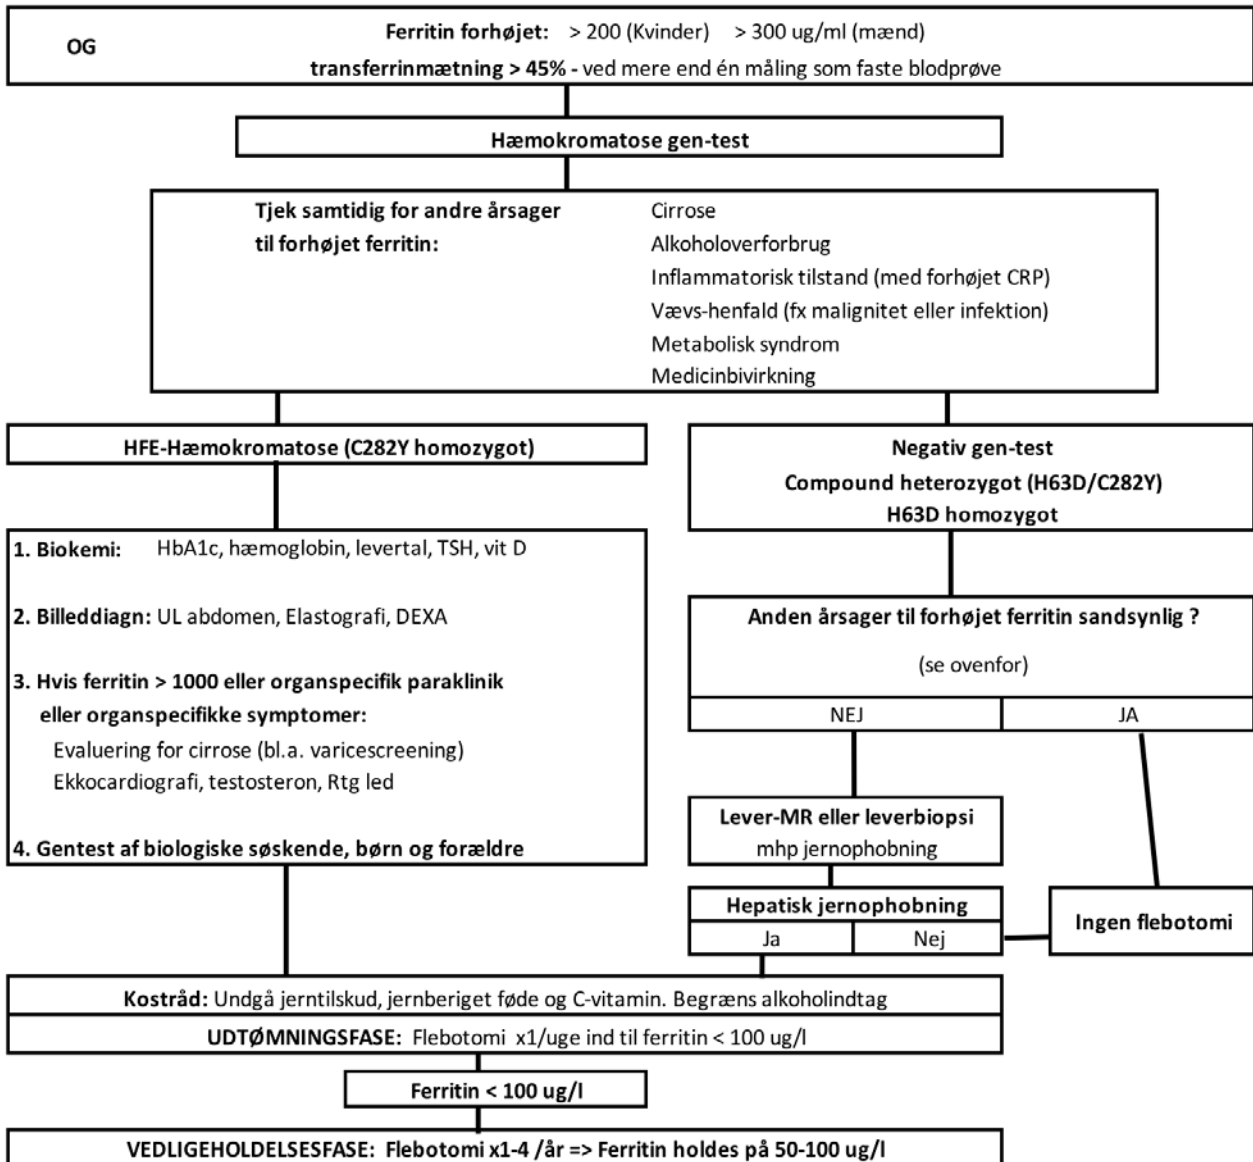 Ferritin forhøjet: > 200 (Kvinder) > 300 ug/ml (mænd)
OG
transferrinmætning > 45% - ved mere end én måling som faste blodprøve
Hæmokromatose gen-test
Tjek samtidig for andre årsager
til forhøjet ferritin:
Cirrose
Alkoholoverforbrug
Inflammatorisk tilstand (med forhøjet CRP)
Vævs-henfald (fx malignitet eller infektion)
Metabolisk syndrom
Medicinbivirkning
HFE-Hæmokromatose (C282Y homozygot)
1. Biokemi: HbA1c, hæmoglobin, levertal, TSH, vit D
2. Billeddiagn: UL abdomen, Elastografi, DEXA
3. Hvis ferritin > 1000 eller organspecifik paraklinik
eller organspecifikke symptomer:
Evaluering for cirrose (bl.a. varicescreening)
Ekkocardiografi, testosteron, Rtg led
4. Gentest af biologiske søskende, børn og forældre
Negativ gen-test
Compound heterozygot (H63D/C282Y)
H63D homozygot
Anden årsager til forhøjet ferritin sandsynlig ?
(se ovenfor)
NEJ
JA
Lever-MR eller leverbiopsi
mhp jernophobning
Hepatisk jernophobning
Ja
Nej
Ingen flebotomi
Kostråd: Undgå jerntilskud, jernberiget føde og C-vitamin. Begræns alkoholindtag
UDTØMNINGSFASE: Flebotomi x1/uge ind til ferritin < 100 ug/l
Ferritin < 100 ug/l
VEDLIGEHOLDELSESFASE: Flebotomi x1-4 /år => Ferritin holdes på 50-100 ug/l